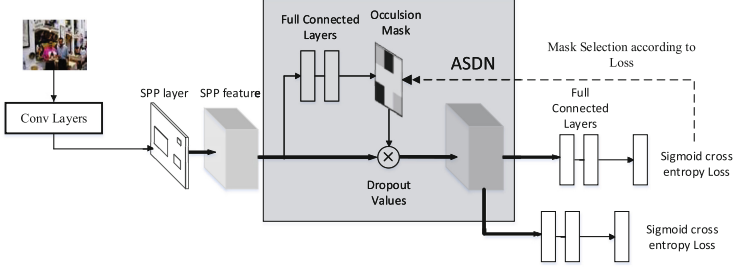 Full Connected
Layers
Occulsion
Mask
ASDN
Mask Selection according to
Loss
SPP layer
SPP feature
Conv Layers
Full
Connected
Layers
Sigmoid cross
entropy Loss
Dropout
Values
Sigmoid cross
entropy Loss